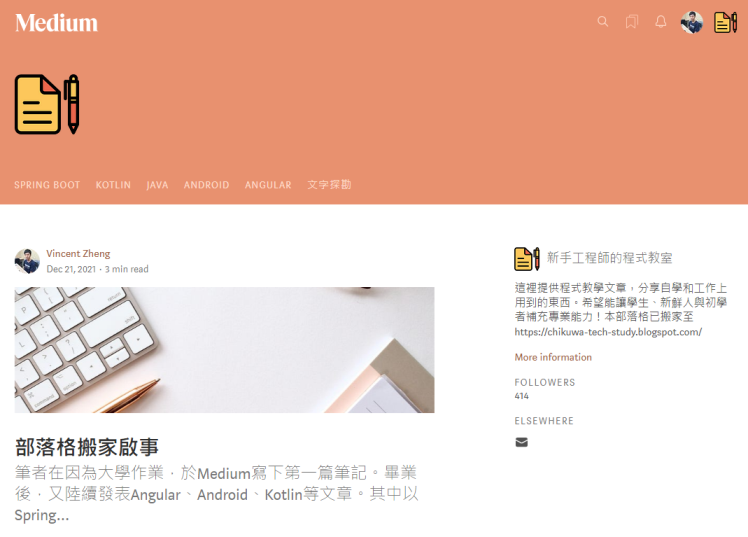 Medium
SPRING BOOT KOTLIN JAVA ANDROID ANGULAR 文字探勘
Vincent Zheng
Dec 21, 2021 · 3 min read
部落格搬家啟事
筆者在因為大學作業，於Medium寫下第一篇筆記。畢業
後，又陸續發表Angular、Android、Kotlin等文章。其中以
Spring...
新手工程師的程式教室
這裡提供程式教學文章，分享自學和工作上
用到的東西。希望能讓學生、新鮮人與初學
者補充專業能力！本部落格已搬家至
https://chikuwa-tech-study.blogspot.com/
More information
FOLLOWERS
414
ELSEWHERE